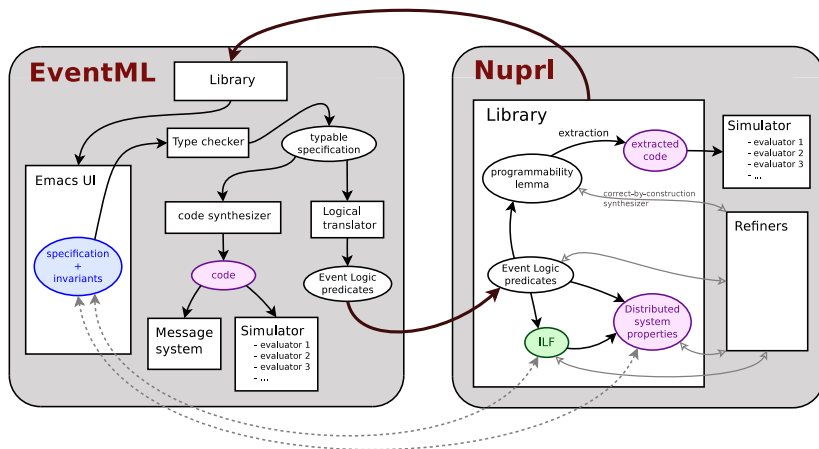 EventML
Library
Type checker
typable
specification
Emacs UI
code synthesizer
Logical
translator
specification
+
invariants
code
Event Logic
predicates
Message
system
Simulator
- evaluator 1
- evaluator 2
- evaluator 3
- ...
Nuprl
Library
extraction
extracted
code
Simulator
- evaluator 1
- evaluator 2
- evaluator 3
- ...
programmability
lemma
correct-by-construction
synthesizer
Refiners
Event Logic
predicates
Distributed
system
properties
ILF